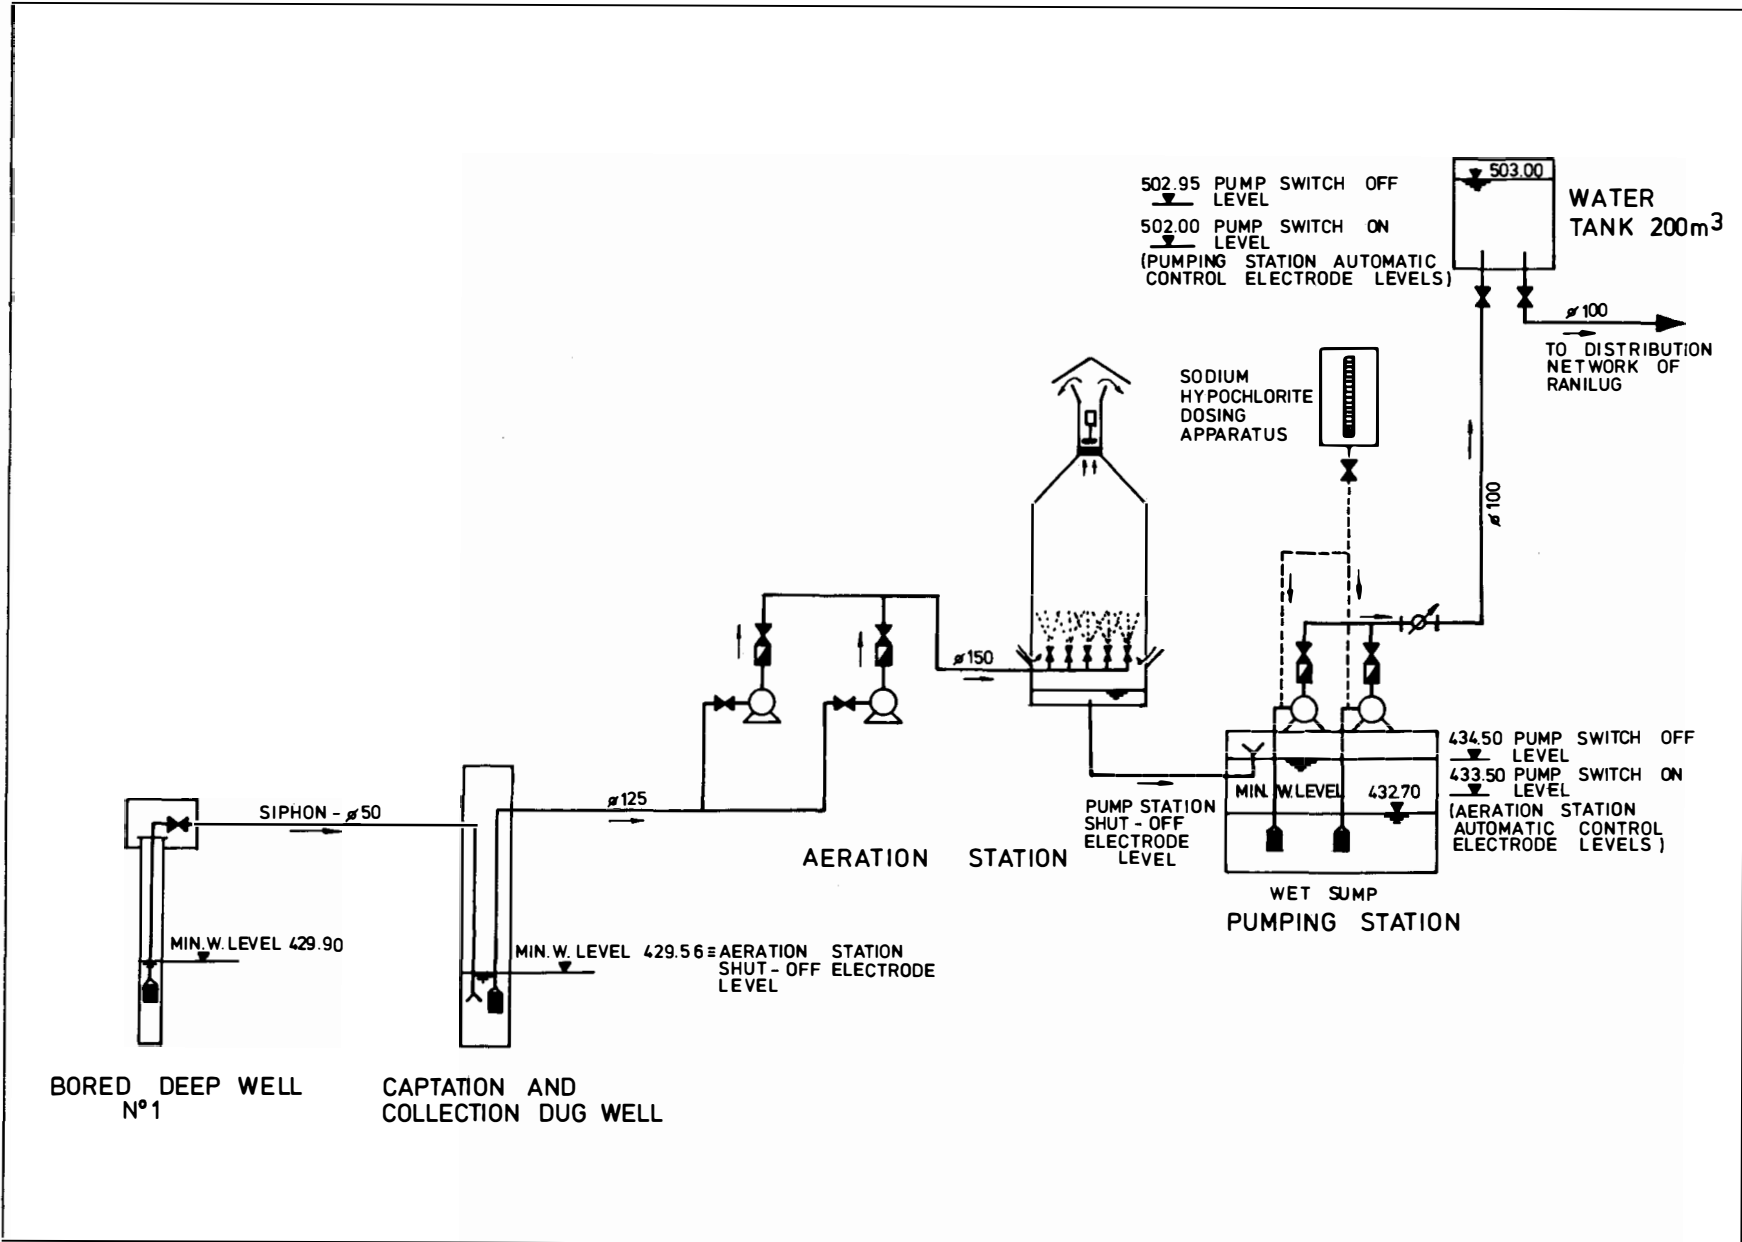 502.95 PUMP SWITCH OFF
LEVEL
502.00 PUMP SWITCH ON
LEVEL
(PUMPING STATION AUTOMATIC
CONTROL ELECTRODE LEVELS)
503.00
WATER
TANK 200m³
ø100
TO DISTRIBUTION
NETWORK OF
RANILUG
SODIUM
HYPOCHLORITE
DOSING
APPARATUS
ø100
ø150
434.50 PUMP SWITCH OFF
LEVEL
433.50 PUMP SWITCH ON
LEVEL
(AERATION STATION
AUTOMATIC CONTROL
ELECTRODE LEVELS)
MIN. W. LEVEL 432.70
PUMP STATION
SHUT-OFF
ELECTRODE
LEVEL
WET SUMP
PUMPING STATION
SIPHON-ø50
ø125
AERATION STATION
MIN. W. LEVEL 429.90
MIN. W. LEVEL 429.56≡AERATION STATION
SHUT-OFF ELECTRODE
LEVEL
BORED DEEP WELL
Nº1
CAPTATION AND
COLLECTION DUG WELL